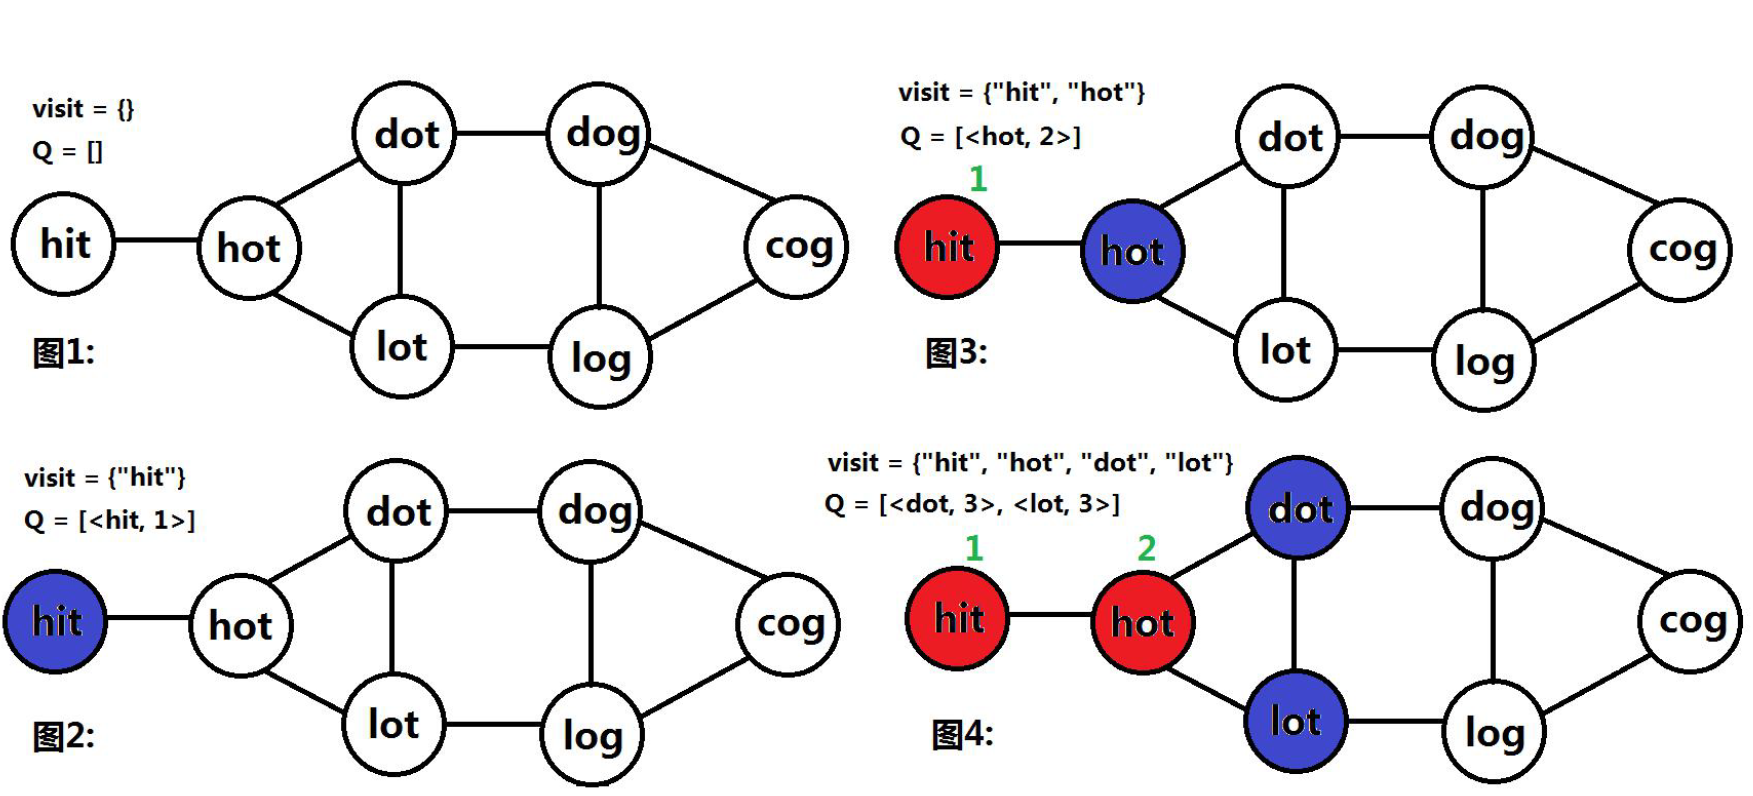 visit = {}
Q = []
dot
dog
hit
hot
cog
lot
log
图1:
visit = {"hit"}
Q = [<hit, 1>]
dot
dog
hit
hot
cog
lot
log
图2:
visit = {"hit", "hot"}
Q = [<hot, 2>]
1
dot
dog
hit
hot
cog
lot
log
图3:
visit = {"hit", "hot", "dot", "lot"}
Q = [<dot, 3>, <lot, 3>]
1
2
dot
dog
hit
hot
cog
lot
log
图4: